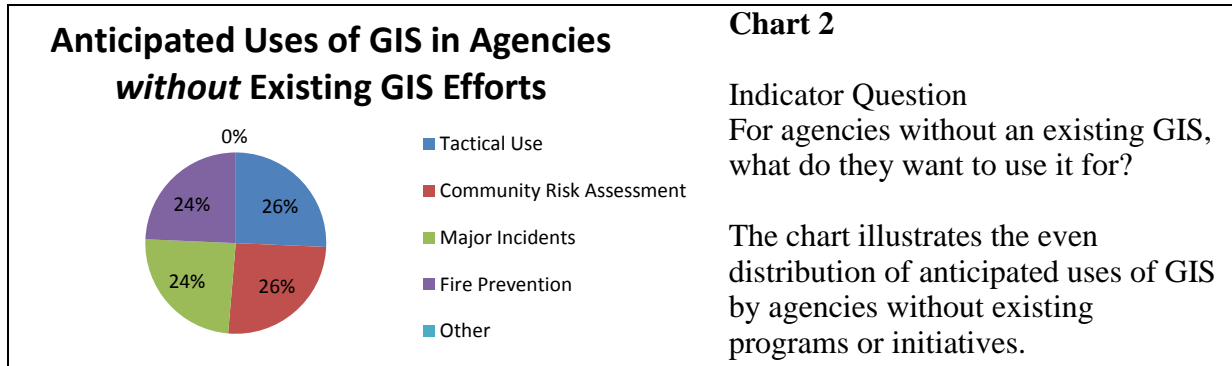 Anticipated Uses of GIS in Agencies
without Existing GIS Efforts
0%
24%
26%
24%
26%
Tactical Use
Community Risk Assessment
Major Incidents
Fire Prevention
Other
Chart 2
Indicator Question
For agencies without an existing GIS,
what do they want to use it for?
The chart illustrates the even
distribution of anticipated uses of GIS
by agencies without existing
programs or initiatives.